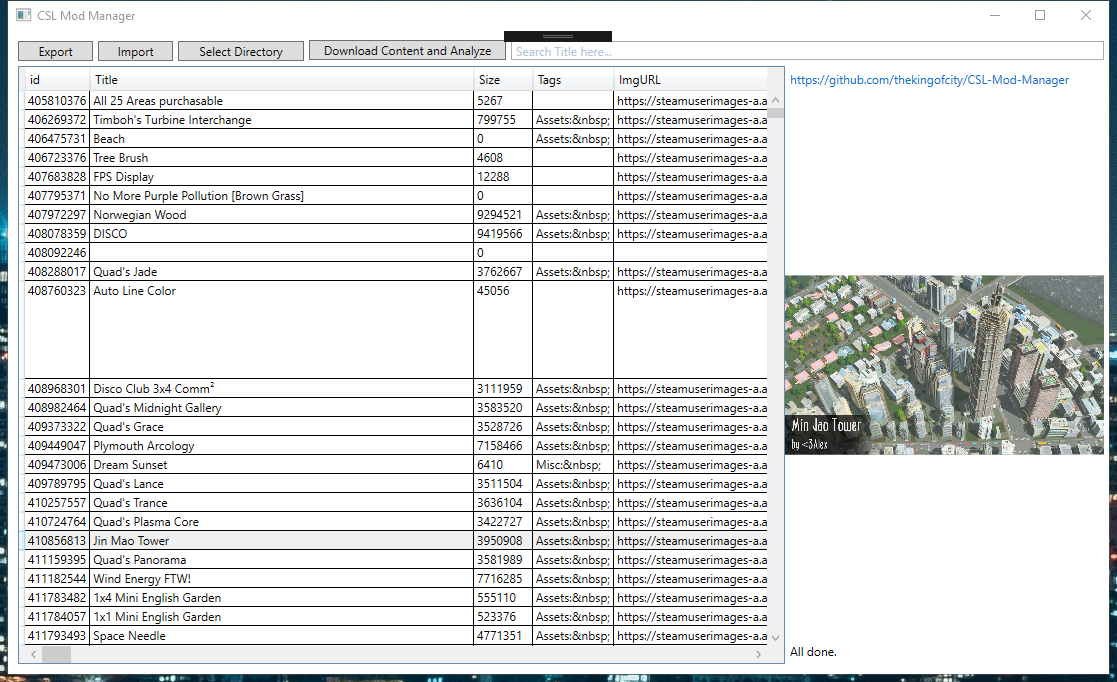 CSL Mod Manager
Export Import Select Directory Download Content and Analyze Search Title here...
id Title Size Tags ImgURL
https://github.com/thekingofcity/CSL-Mod-Manager
405810376 All 25 Areas purchasable 5267 https://steamuserimages-a.a
406269372 Timboh's Turbine Interchange 799755 Assets:&nbsp; https://steamuserimages-a.a
406475731 Beach 0 Assets:&nbsp; https://steamuserimages-a.a
406723376 Tree Brush 4608 https://steamuserimages-a.a
407683828 FPS Display 12288 https://steamuserimages-a.a
407795371 No More Purple Pollution [Brown Grass] 0 https://steamuserimages-a.a
407972297 Norwegian Wood 9294521 Assets:&nbsp; https://steamuserimages-a.a
408078359 DISCO 9419566 Assets:&nbsp; https://steamuserimages-a.a
408092246 0
408288017 Quad's Jade 3762667 Assets:&nbsp; https://steamuserimages-a.a
408760323 Auto Line Color 45056 https://steamuserimages-a.a
408968301 Disco Club 3x4 Comm² 3111959 Assets:&nbsp; https://steamuserimages-a.a
408982464 Quad's Midnight Gallery 3583520 Assets:&nbsp; https://steamuserimages-a.a
409373322 Quad's Grace 3528726 Assets:&nbsp; https://steamuserimages-a.a
409449047 Plymouth Arcology 7158466 Assets:&nbsp; https://steamuserimages-a.a
409473006 Dream Sunset 6410 Misc:&nbsp; https://steamuserimages-a.a
409789795 Quad's Lance 3511504 Assets:&nbsp; https://steamuserimages-a.a
410257557 Quad's Trance 3636104 Assets:&nbsp; https://steamuserimages-a.a
410724764 Quad's Plasma Core 3422727 Assets:&nbsp; https://steamuserimages-a.a
410856813 Jin Mao Tower 3950908 Assets:&nbsp; https://steamuserimages-a.a
411159395 Quad's Panorama 3581989 Assets:&nbsp; https://steamuserimages-a.a
411182544 Wind Energy FTW! 7716285 Assets:&nbsp; https://steamuserimages-a.a
411783482 1x4 Mini English Garden 555110 Assets:&nbsp; https://steamuserimages-a.a
411784057 1x1 Mini English Garden 523376 Assets:&nbsp; https://steamuserimages-a.a
411793493 Space Needle 4771351 Assets:&nbsp; https://steamuserimages-a.a
Min Jao Tower
by <3Alex
All done.